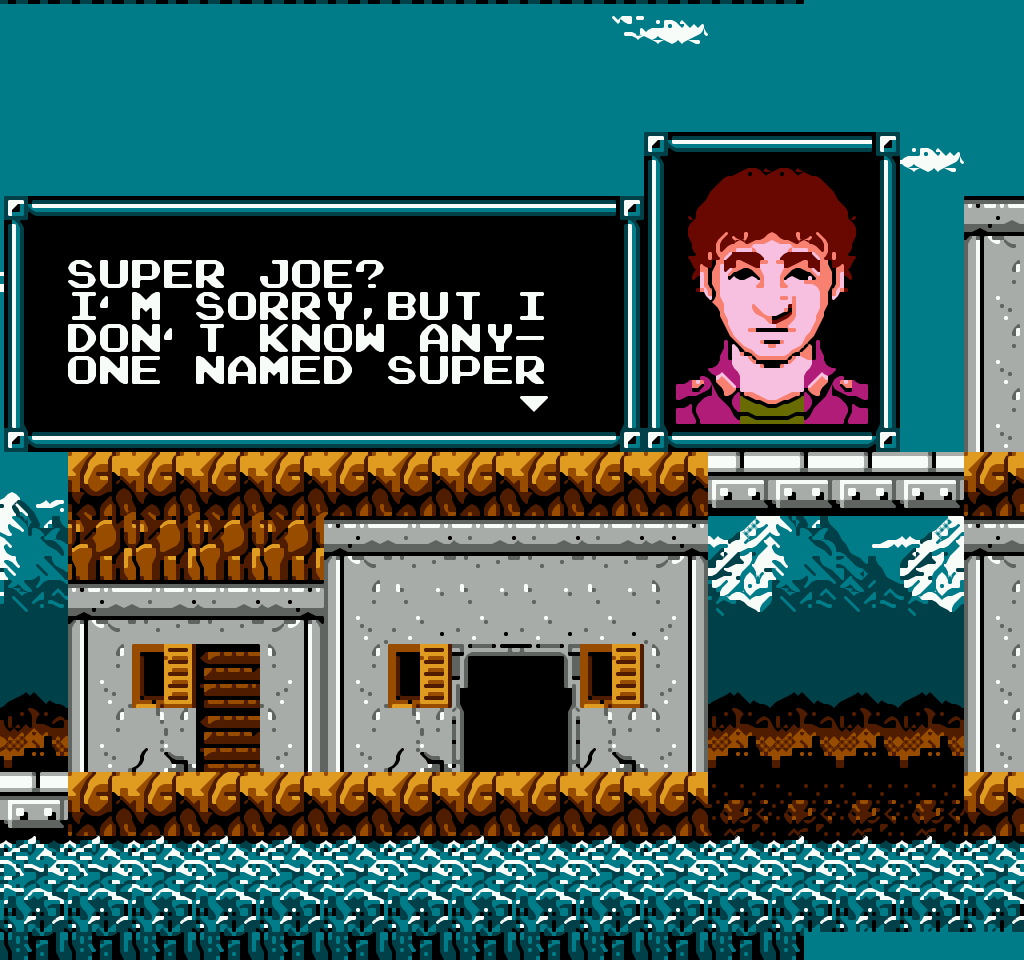 SUPER JOE?
I'M SORRY,BUT I
DON'T KNOW ANY-
ONE NAMED SUPER